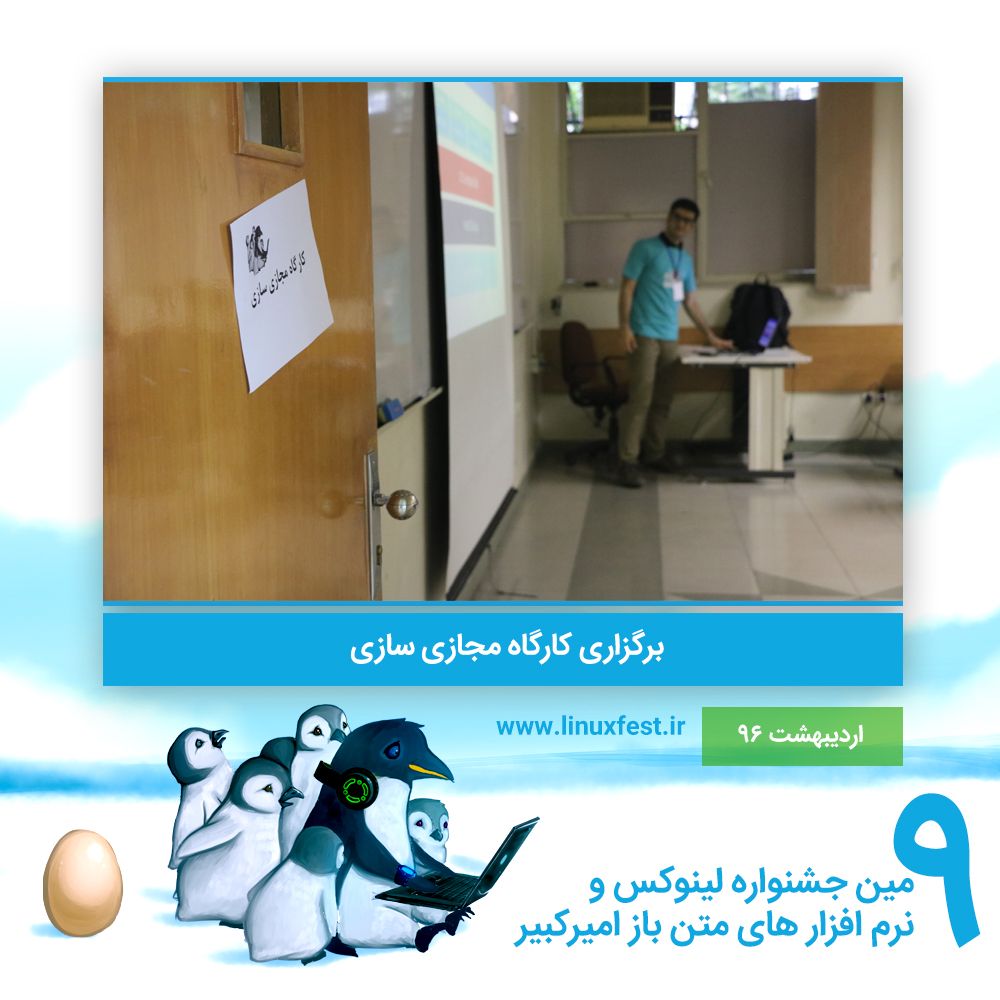 کارگاه مجازی سازی
برگزاری کارگاه مجازی سازی
اردیبهشت ۹۶
www.linuxfest.ir
۹
مین جشنواره لینوکس و
نرم افزار های متن باز امیرکبیر